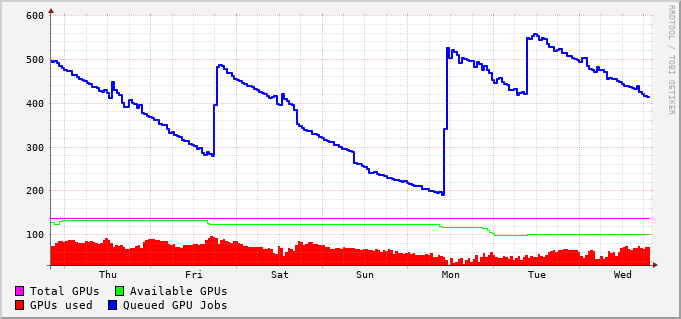 600
500
400
300
200
100
Thu Fri Sat Sun Mon Tue Wed
Total GPUs Available GPUs
GPUs used Queued GPU Jobs
RRDTOOL / TOBI OETIKER